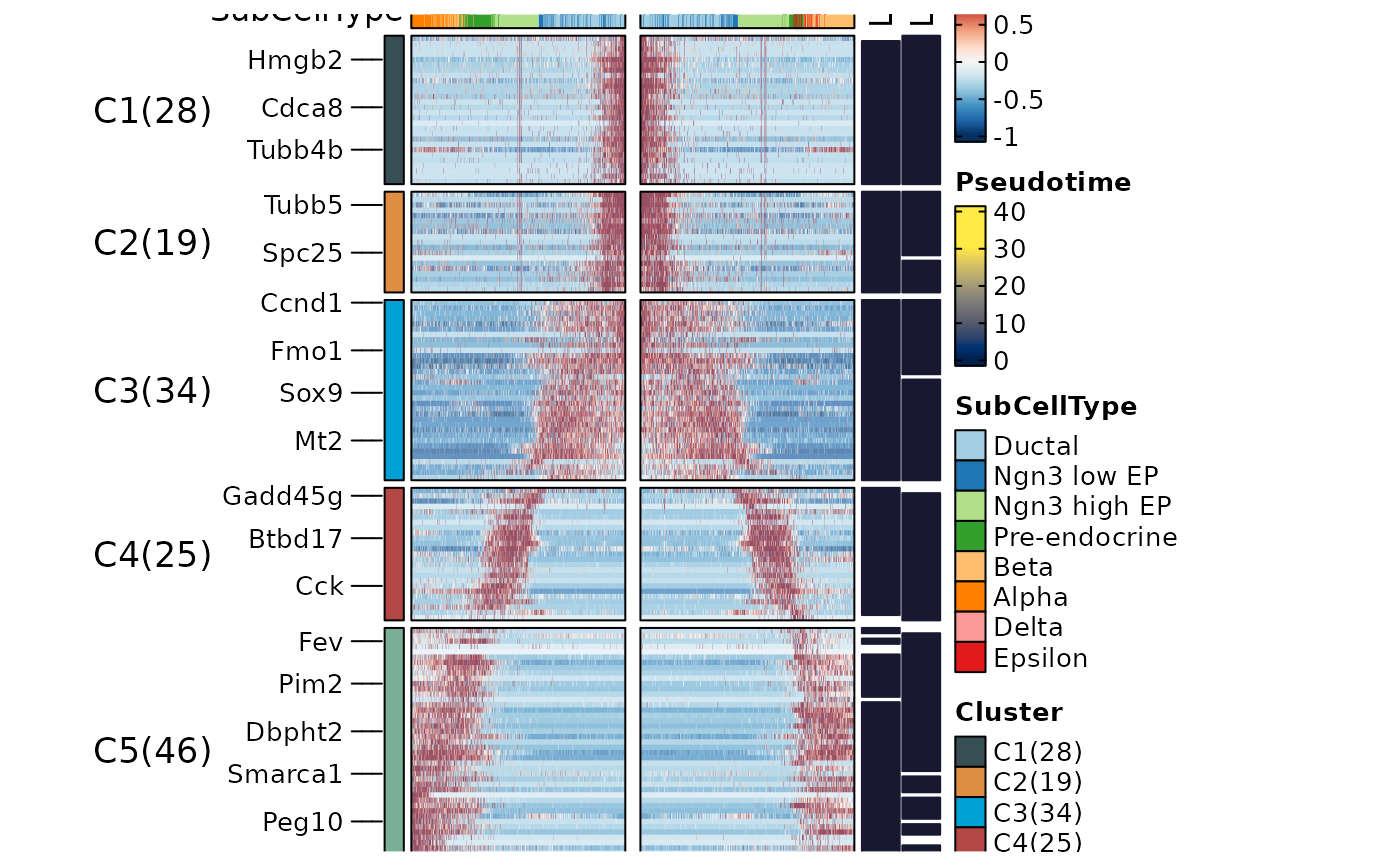 SubCellType
C1(28)
Hmgb2
Cdca8
Tubb4b
C2(19)
Tubb5
Spc25
C3(34)
Ccnd1
Fmo1
Sox9
Mt2
C4(25)
Gadd45g
Btbd17
Cck
C5(46)
Fev
Pim2
Dbpht2
Smarca1
Peg10
0.5
0
-0.5
-1
Pseudotime
40
30
20
10
0
SubCellType
Ductal
Ngn3 low EP
Ngn3 high EP
Pre-endocrine
Beta
Alpha
Delta
Epsilon
Cluster
C1(28)
C2(19)
C3(34)
C4(25)